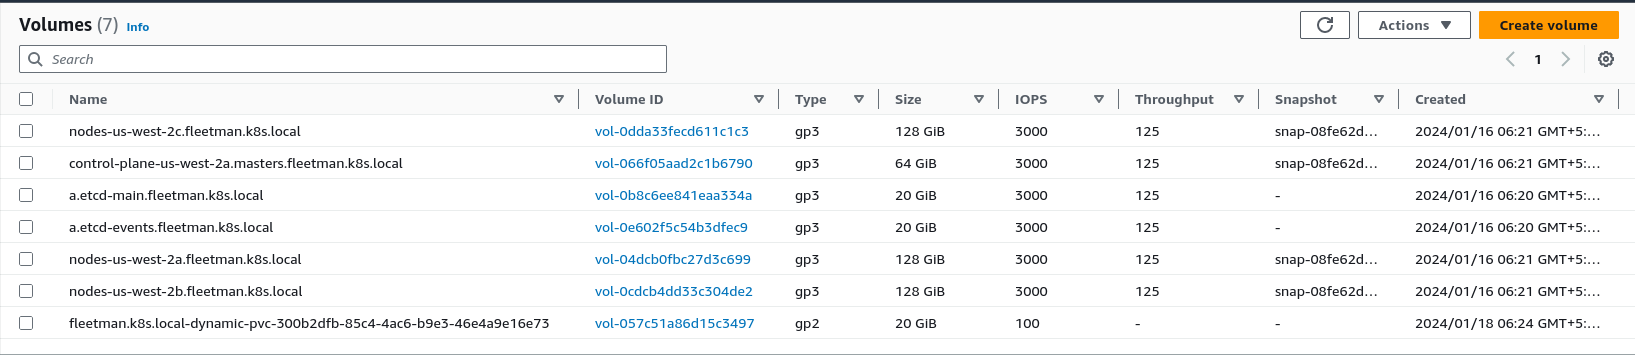 Volumes (7) Info
Actions
Create volume
Search
1
Name Volume ID Type Size IOPS Throughput Snapshot Created
nodes-us-west-2c.fleetman.k8s.local vol-0dda33fecd611c1c3 gp3 128 GiB 3000 125 snap-08fe62d... 2024/01/16 06:21 GMT+5:...
control-plane-us-west-2a.masters.fleetman.k8s.local vol-066f05aad2c1b6790 gp3 64 GiB 3000 125 snap-08fe62d... 2024/01/16 06:21 GMT+5:...
a.etcd-main.fleetman.k8s.local vol-0b8c6ee841eaa334a gp3 20 GiB 3000 125 - 2024/01/16 06:20 GMT+5:...
a.etcd-events.fleetman.k8s.local vol-0e602f5c54b3dfec9 gp3 20 GiB 3000 125 - 2024/01/16 06:20 GMT+5:...
nodes-us-west-2a.fleetman.k8s.local vol-04dcb0fbc27d3c699 gp3 128 GiB 3000 125 snap-08fe62d... 2024/01/16 06:21 GMT+5:...
nodes-us-west-2b.fleetman.k8s.local vol-0cdcb4dd33c304de2 gp3 128 GiB 3000 125 snap-08fe62d... 2024/01/16 06:21 GMT+5:...
fleetman.k8s.local-dynamic-pvc-300b2dfb-85c4-4ac6-b9e3-46e4a9e16e73 vol-057c51a86d15c3497 gp2 20 GiB 100 - - 2024/01/18 06:24 GMT+5:...